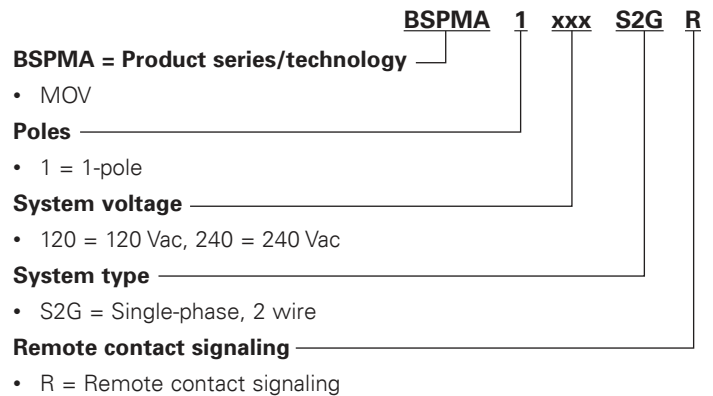 BSPMA 1 xxx S2G R
BSPMA = Product series/technology
• MOV
Poles
• 1 = 1-pole
System voltage
• 120 = 120 Vac, 240 = 240 Vac
System type
• S2G = Single-phase, 2 wire
Remote contact signaling
• R = Remote contact signaling